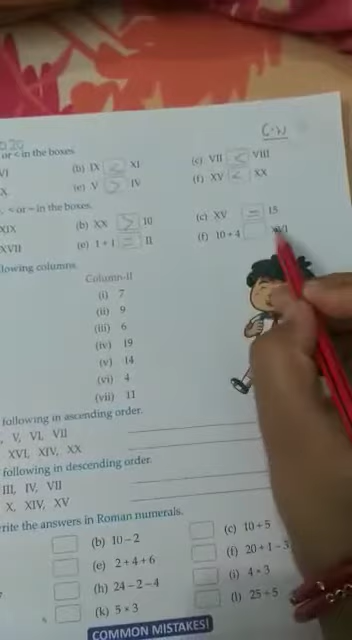 C.W
or < in the boxes.
VI (b) IX < XI (c) VII < VIII
X (e) V > IV (f) XV < XX
, < or = in the boxes.
XIX (b) XX > 10 (c) XV = 15
XVII (e) 1 + 1 = II (f) 10 + 4
lowing columns.
Column-II
(i) 7
(ii) 9
(iii) 6
(iv) 19
(v) 14
(vi) 4
(vii) 11
following in ascending order.
, V, VI, VII
XVI, XIV, XX
following in descending order.
III, IV, VII
X, XIV, XV
rite the answers in Roman numerals.
(b) 10 – 2 (c) 10 + 5
(e) 2 + 4 + 6 (f) 20 + 1 – 3
(h) 24 – 2 – 4 (i) 4 × 3
(k) 5 × 3 (l) 25 + 5
COMMON MISTAKES!